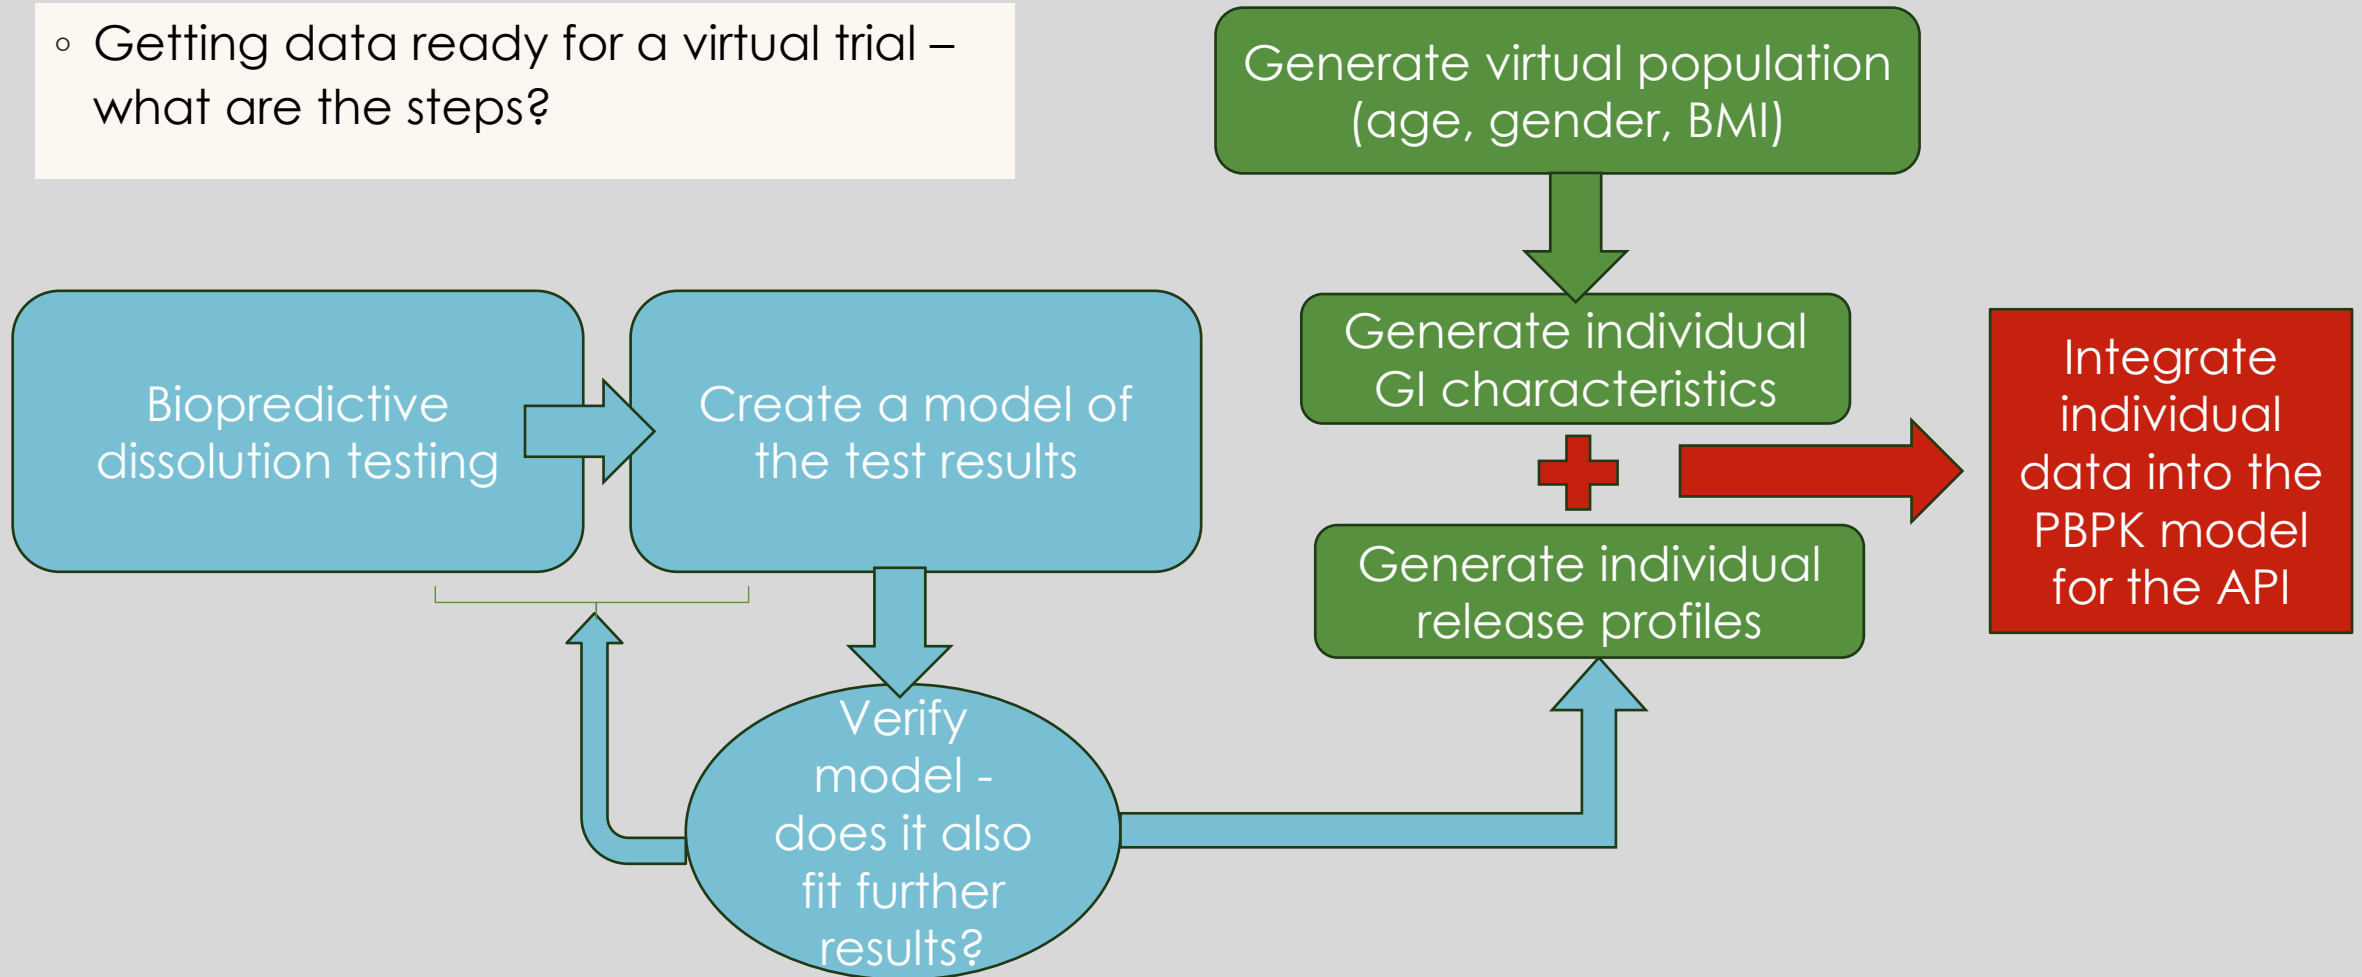 ◦ Getting data ready for a virtual trial –
what are the steps?
Generate virtual population
(age, gender, BMI)
Biopredictive
dissolution testing
Create a model of
the test results
Generate individual
GI characteristics
Generate individual
release profiles
Integrate
individual
data into the
PBPK model
for the API
Verify
model -
does it also
fit further
results?